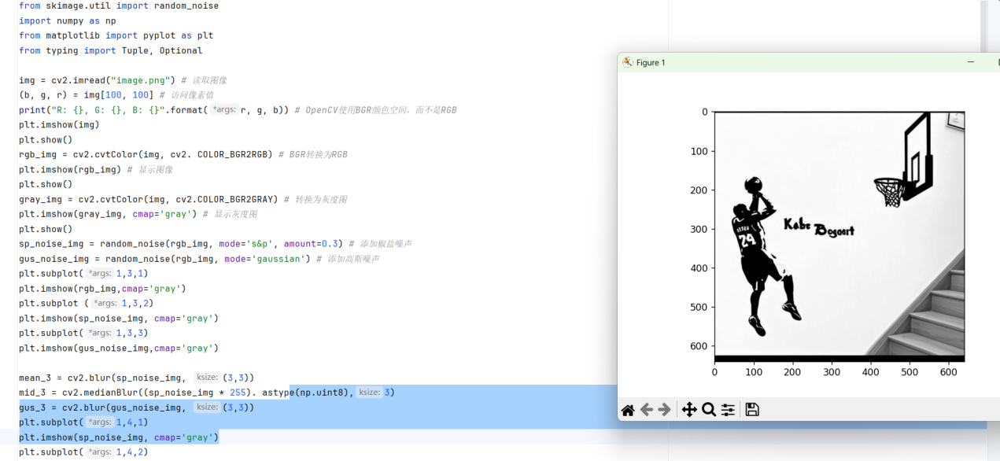 from skimage.util import random_noise
import numpy as np
from matplotlib import pyplot as plt
from typing import Tuple, Optional
img = cv2.imread("image.png") # 读取图像
(b, g, r) = img[100, 100] # 访问像素值
print("R: {}, G: {}, B: {}".format( *args: r, g, b)) # OpenCV使用BGR颜色空间，而不是RGB
plt.imshow(img)
plt.show()
rgb_img = cv2.cvtColor(img, cv2. COLOR_BGR2RGB) # BGR转换为RGB
plt.imshow(rgb_img) # 显示图像
plt.show()
gray_img = cv2.cvtColor(img, cv2.COLOR_BGR2GRAY) # 转换为灰度图
plt.imshow(gray_img, cmap='gray') # 显示灰度图
plt.show()
sp_noise_img = random_noise(rgb_img, mode='s&p', amount=0.3) # 添加椒盐噪声
gus_noise_img = random_noise(rgb_img, mode='gaussian') # 添加高斯噪声
plt.subplot( *args: 1,3,1)
plt.imshow(rgb_img,cmap='gray')
plt.subplot ( *args: 1,3,2)
plt.imshow(sp_noise_img, cmap='gray')
plt.subplot( *args: 1,3,3)
plt.imshow(gus_noise_img,cmap='gray')
mean_3 = cv2.blur(sp_noise_img, ksize: (3,3))
mid_3 = cv2.medianBlur((sp_noise_img * 255). astype(np.uint8), ksize: 3)
gus_3 = cv2.blur(gus_noise_img, ksize: (3,3))
plt.subplot( *args: 1,4,1)
plt.imshow(sp_noise_img, cmap='gray')
plt.subplot( *args: 1,4,2)
Figure 1
0
100
200
300
400
500
600
0 100 200 300 400 500 600
Kabe Bogaart
24